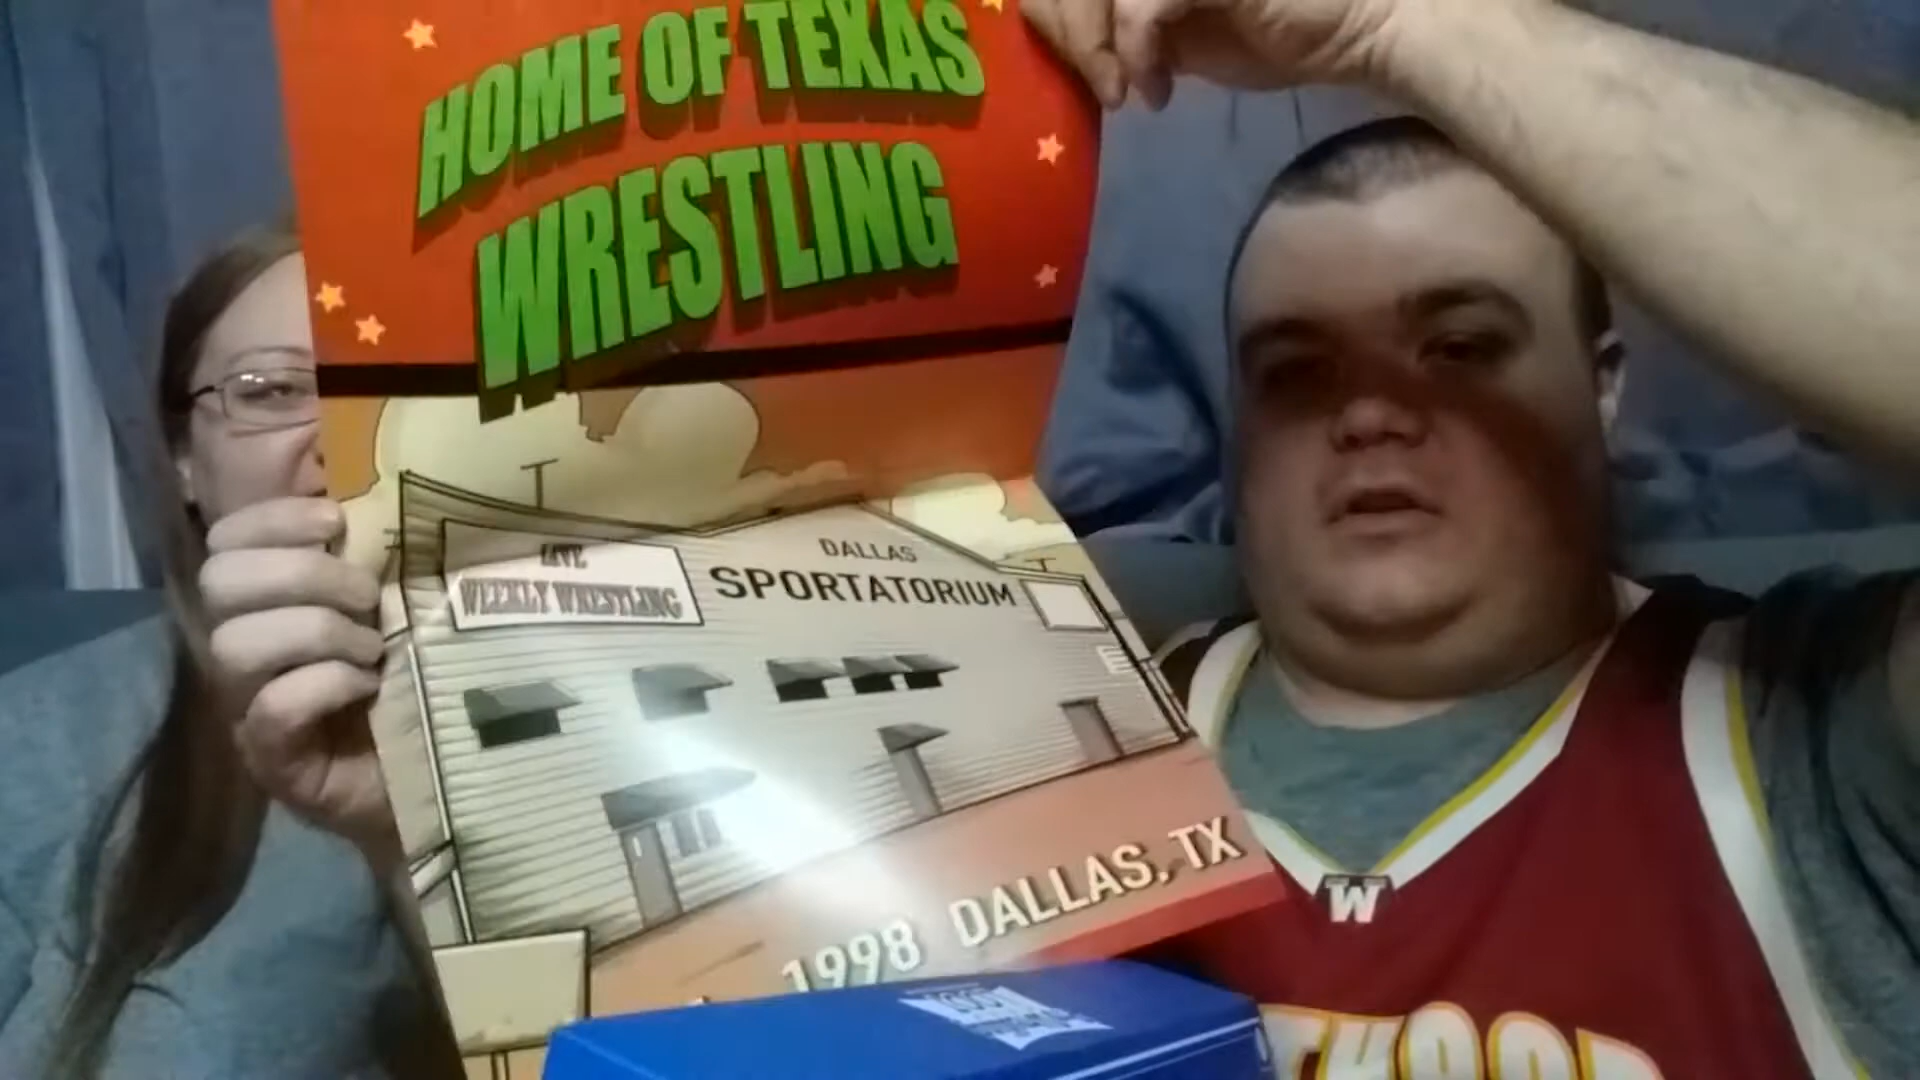 HOME OF TEXAS
WRESTLING
LIVE
WEEKLY WRESTLING
DALLAS
SPORTATORIUM
1998 DALLAS, TX
W